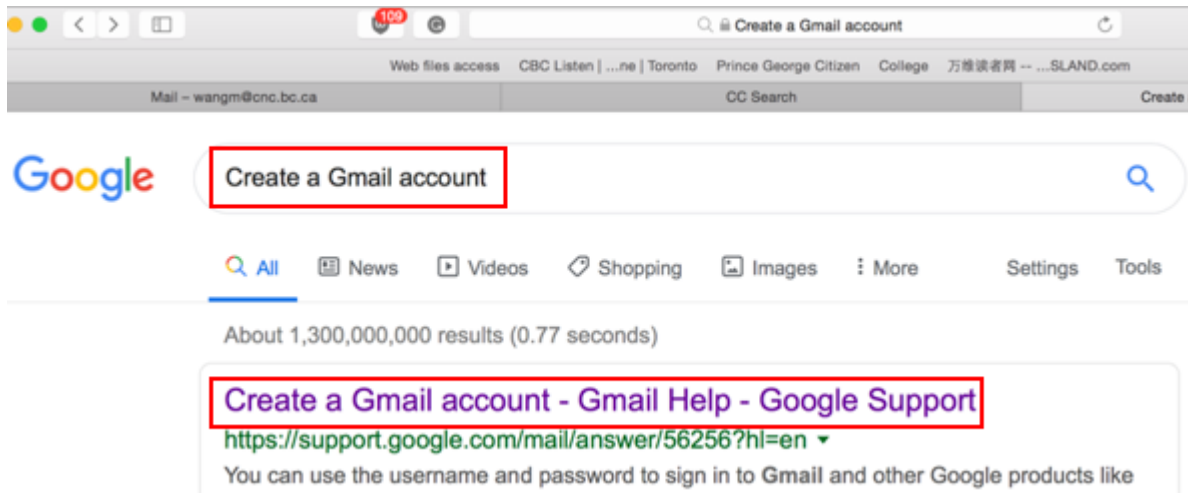 109
Create a Gmail account
Web files access CBC Listen | ...ne | Toronto Prince George Citizen College 万维读者网 -- ...SLAND.com
Mail – wangm@cnc.bc.ca CC Search Create
Google Create a Gmail account
All News Videos Shopping Images More Settings Tools
About 1,300,000,000 results (0.77 seconds)
Create a Gmail account - Gmail Help - Google Support
https://support.google.com/mail/answer/56256?hl=en
You can use the username and password to sign in to Gmail and other Google products like